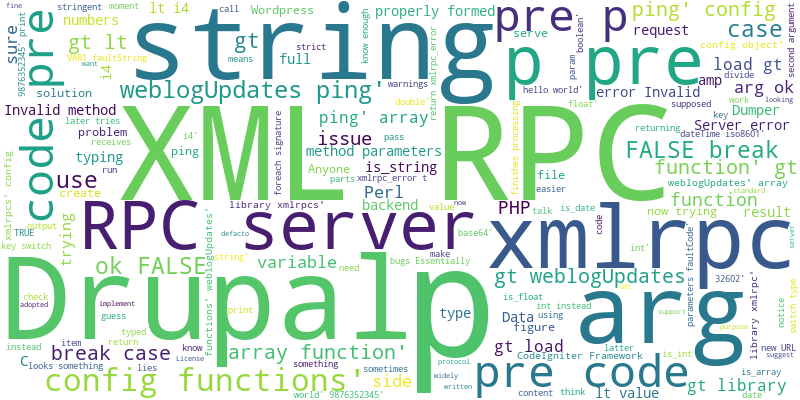 fine
stringent
moment
call
Wordpress
lt i4
numbers
print
sure
pre
gt lt
i4
VAR1 faultString
strict
want
gt
means
full
properly formed
know enough
string
9876352345'
solution
double'
return xmlrpc_error
pre p
serve
request
ping' config
case
param
boolean'
second argument
config object'
load gt
divide
hello world'
warnings
p pre
error Invalid
amp
arg ok
supposed
work
looking
weblogUpdates ping'
Invalid method
later tries
receives
problem
run
code
typing
ping
i4'
XML RPC
ping' array
issue
pass
method parameters
Anyone
is_string
parts
xmlrpc_error t
finishes processing
float
file
easier
returning
key
Dumper
Server error
dateTime iso8601'
FALSE break
function' gt
weblogUpdates' array
standard
function
now trying
result
xmlrpcs' config
use
create
foreach signature
library xmlrpcs'
Perl
backend
value
now
PHP
talk
is_date
code
TRUE
output
key switch
trying
RPC server
defacto
base64'
make
bugs Essentially
xmlrpc
int'
Drupalp
ok FALSE
functions' weblogUpdates'
string'
variable
need
print
gt weblogUpdates
32602'
parameters faultCode'
library xmlrpc'
switch type
check
adopted
implement
guess
typed
return
type
is_float
int instead
Data
using
figure
URL
support
notice
arg
instead
item
break case
know
License
C
looks something
lies
array function'
something
sometimes
protocol
widely
written
gt load
latter
CodeIgniter Framework
is_int
purpose
new URL
suggest
is_array
config functions'
world' 9876352345'
side
pre code
content
think
lt value
gt library
date